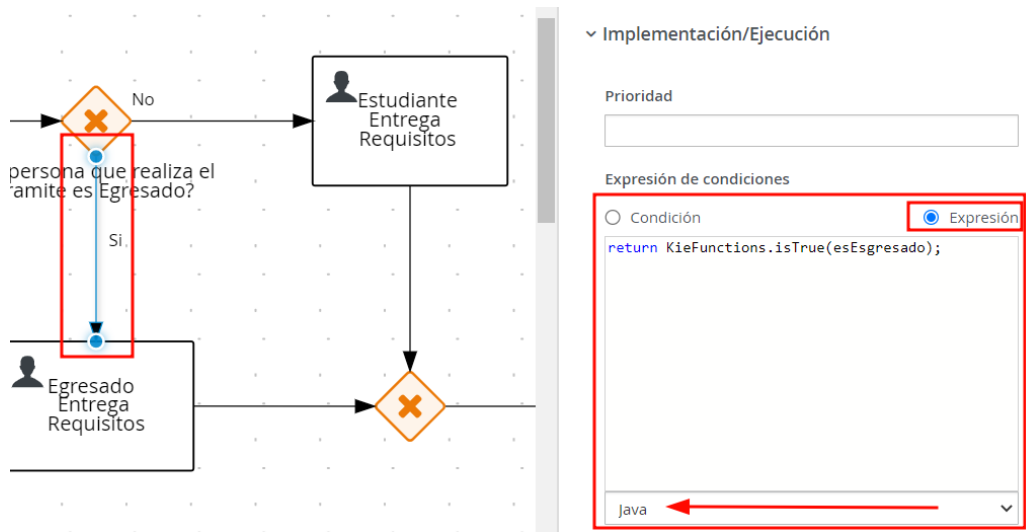 No
Estudiante
Entrega
Requisitos
persona que realiza el
ramite es Egresado?
Si
Egresado
Entrega
Requisitos
Implementación/Ejecución
Prioridad
Expresión de condiciones
Condición
Expresión
return KieFunctions.isTrue(esEsgresado);
Java